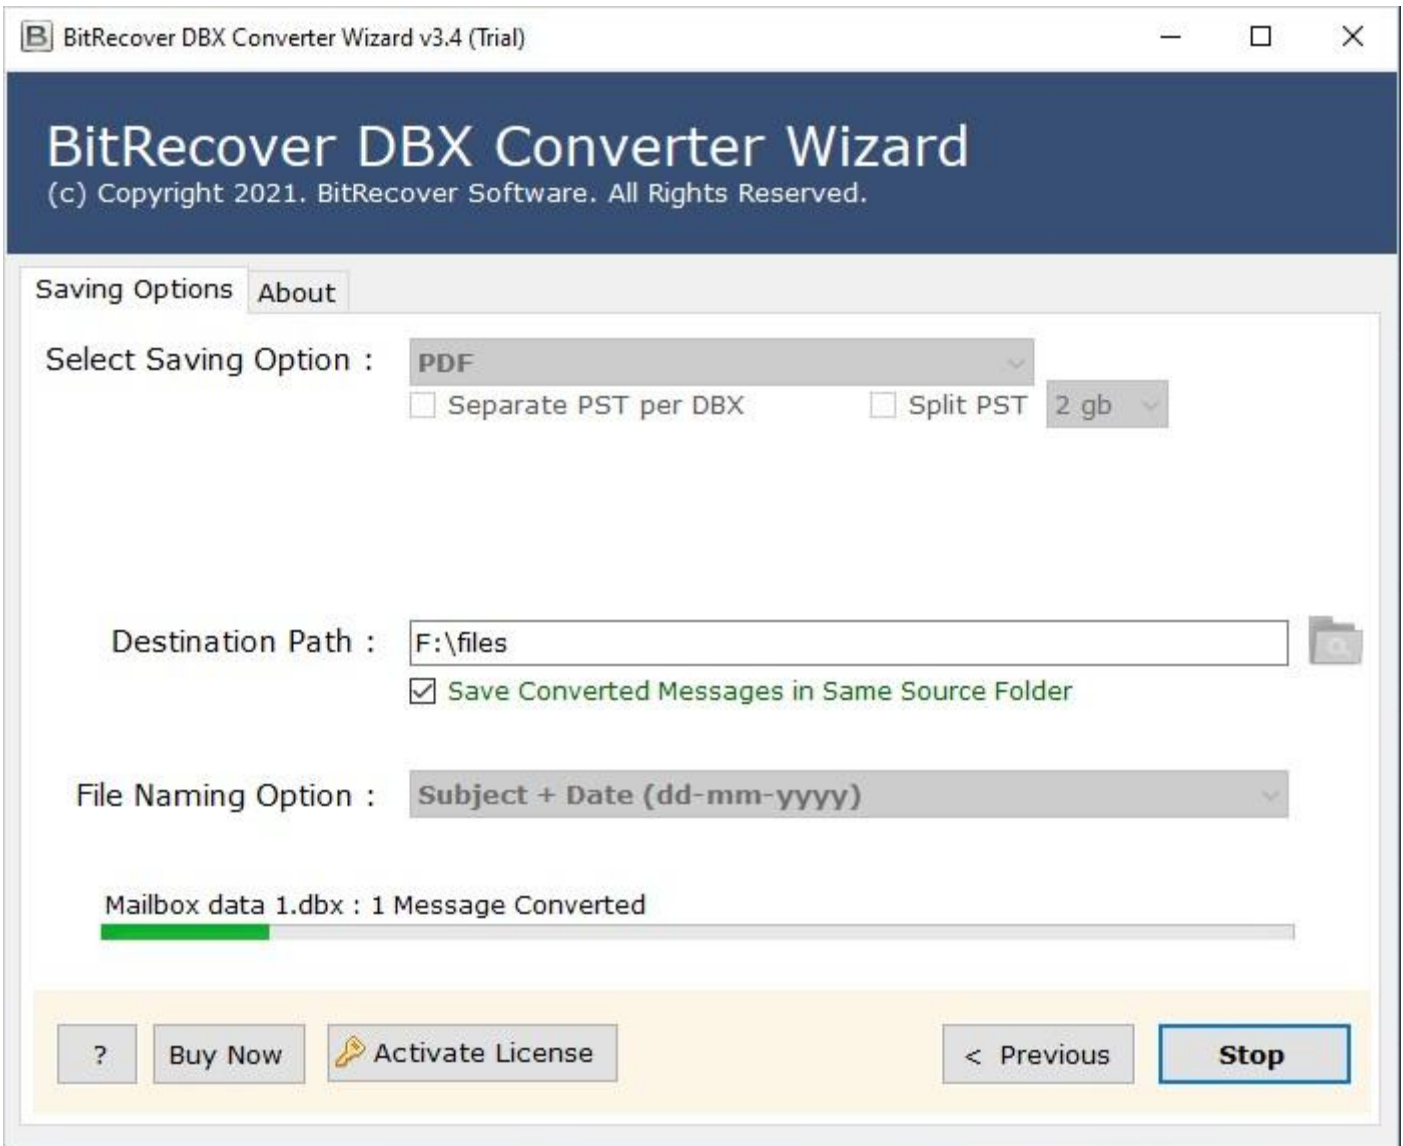 BitRecover DBX Converter Wizard v3.4 (Trial)
BitRecover DBX Converter Wizard
(c) Copyright 2021. BitRecover Software. All Rights Reserved.
Saving Options About
Select Saving Option : PDF
Separate PST per DBX Split PST 2 gb
Destination Path : F:\files
Save Converted Messages in Same Source Folder
File Naming Option : Subject + Date (dd-mm-yyyy)
Mailbox data 1.dbx : 1 Message Converted
? Buy Now Activate License < Previous Stop